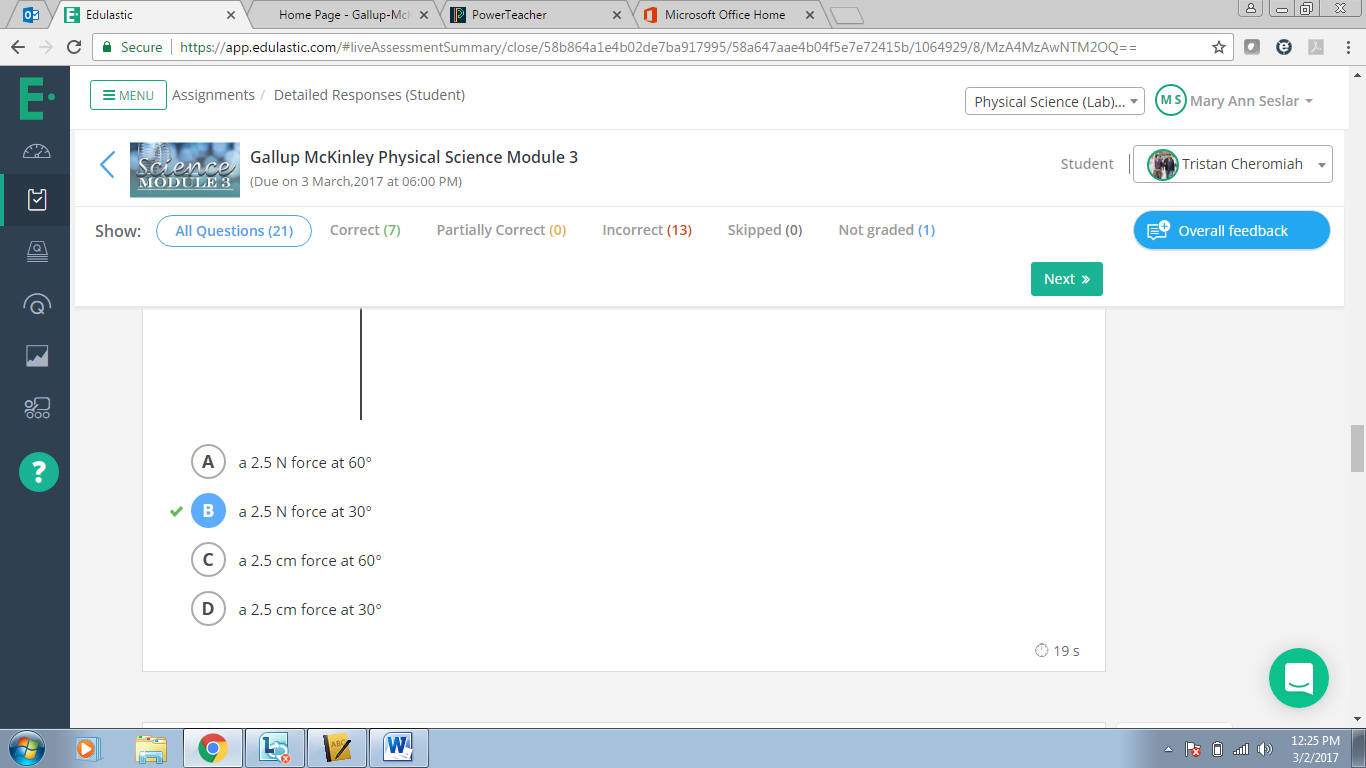 Edulastic
Home Page - Gallup-McK
PowerTeacher
Microsoft Office Home
Secure
https://app.edulastic.com/#liveAssessmentSummary/close/58b864a1e4b02de7ba917995/58a647aae4b04f5e7e72415b/1064929/8/MzA4MzAwNTM2OQ==
E
MENU
Assignments / Detailed Responses (Student)
Physical Science (Lab)...
MS
Mary Ann Seslar
Science
MODULE 3
Gallup McKinley Physical Science Module 3
(Due on 3 March,2017 at 06:00 PM)
Student
Tristan Cheromiah
Show:
All Questions (21)
Correct (7)
Partially Correct (0)
Incorrect (13)
Skipped (0)
Not graded (1)
Overall feedback
Next »
A a 2.5 N force at 60°
B a 2.5 N force at 30°
C a 2.5 cm force at 60°
D a 2.5 cm force at 30°
19 s
?
12:25 PM
3/2/2017